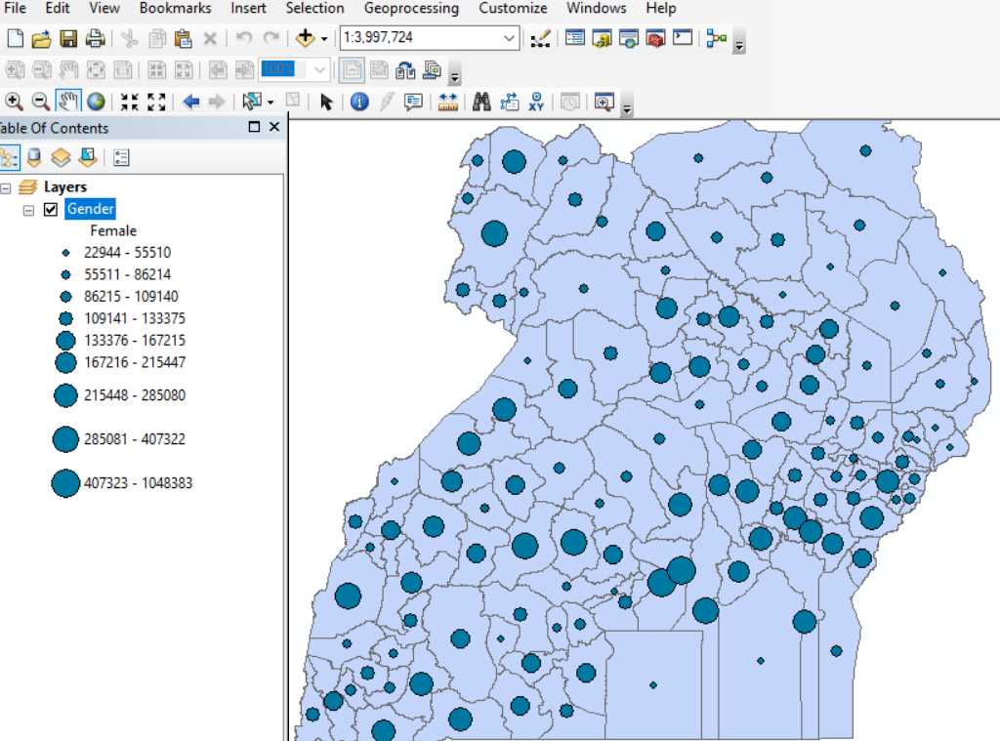 File Edit View Bookmarks Insert Selection Geoprocessing Customize Windows Help
1:3,997,724
100%
Table Of Contents
Layers
Gender
Female
22944 - 55510
55511 - 86214
86215 - 109140
109141 - 133375
133376 - 167215
167216 - 215447
215448 - 285080
285081 - 407322
407323 - 1048383